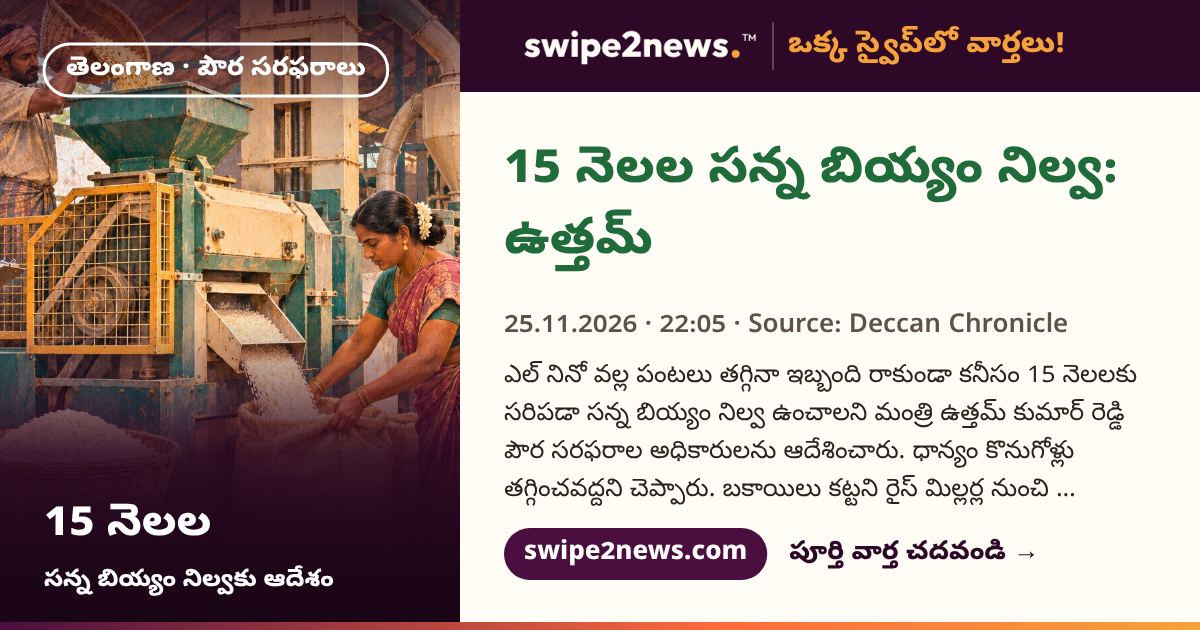 తెలంగాణ · పౌర సరఫరాలు
15 నెలల
సన్న బియ్యం నిల్వకు ఆదేశం
swipe2news.™
ఒక్క స్వైప్‌లో వార్తలు!
15 నెలల సన్న బియ్యం నిల్వ:
ఉత్తమ్
25.11.2026 · 22:05 · Source: Deccan Chronicle
ఎల్ నినో వల్ల పంటలు తగ్గినా ఇబ్బంది రాకుండా కనీసం 15 నెలలకు
సరిపడా సన్న బియ్యం నిల్వ ఉంచాలని మంత్రి ఉత్తమ్ కుమార్ రెడ్డి
పౌర సరఫరాల అధికారులను ఆదేశించారు. ధాన్యం కొనుగోళ్లు
తగ్గించవద్దని చెప్పారు. బకాయిలు కట్టని రైస్ మిల్లర్ల నుంచి ...
swipe2news.com
పూర్తి వార్త చదవండి →